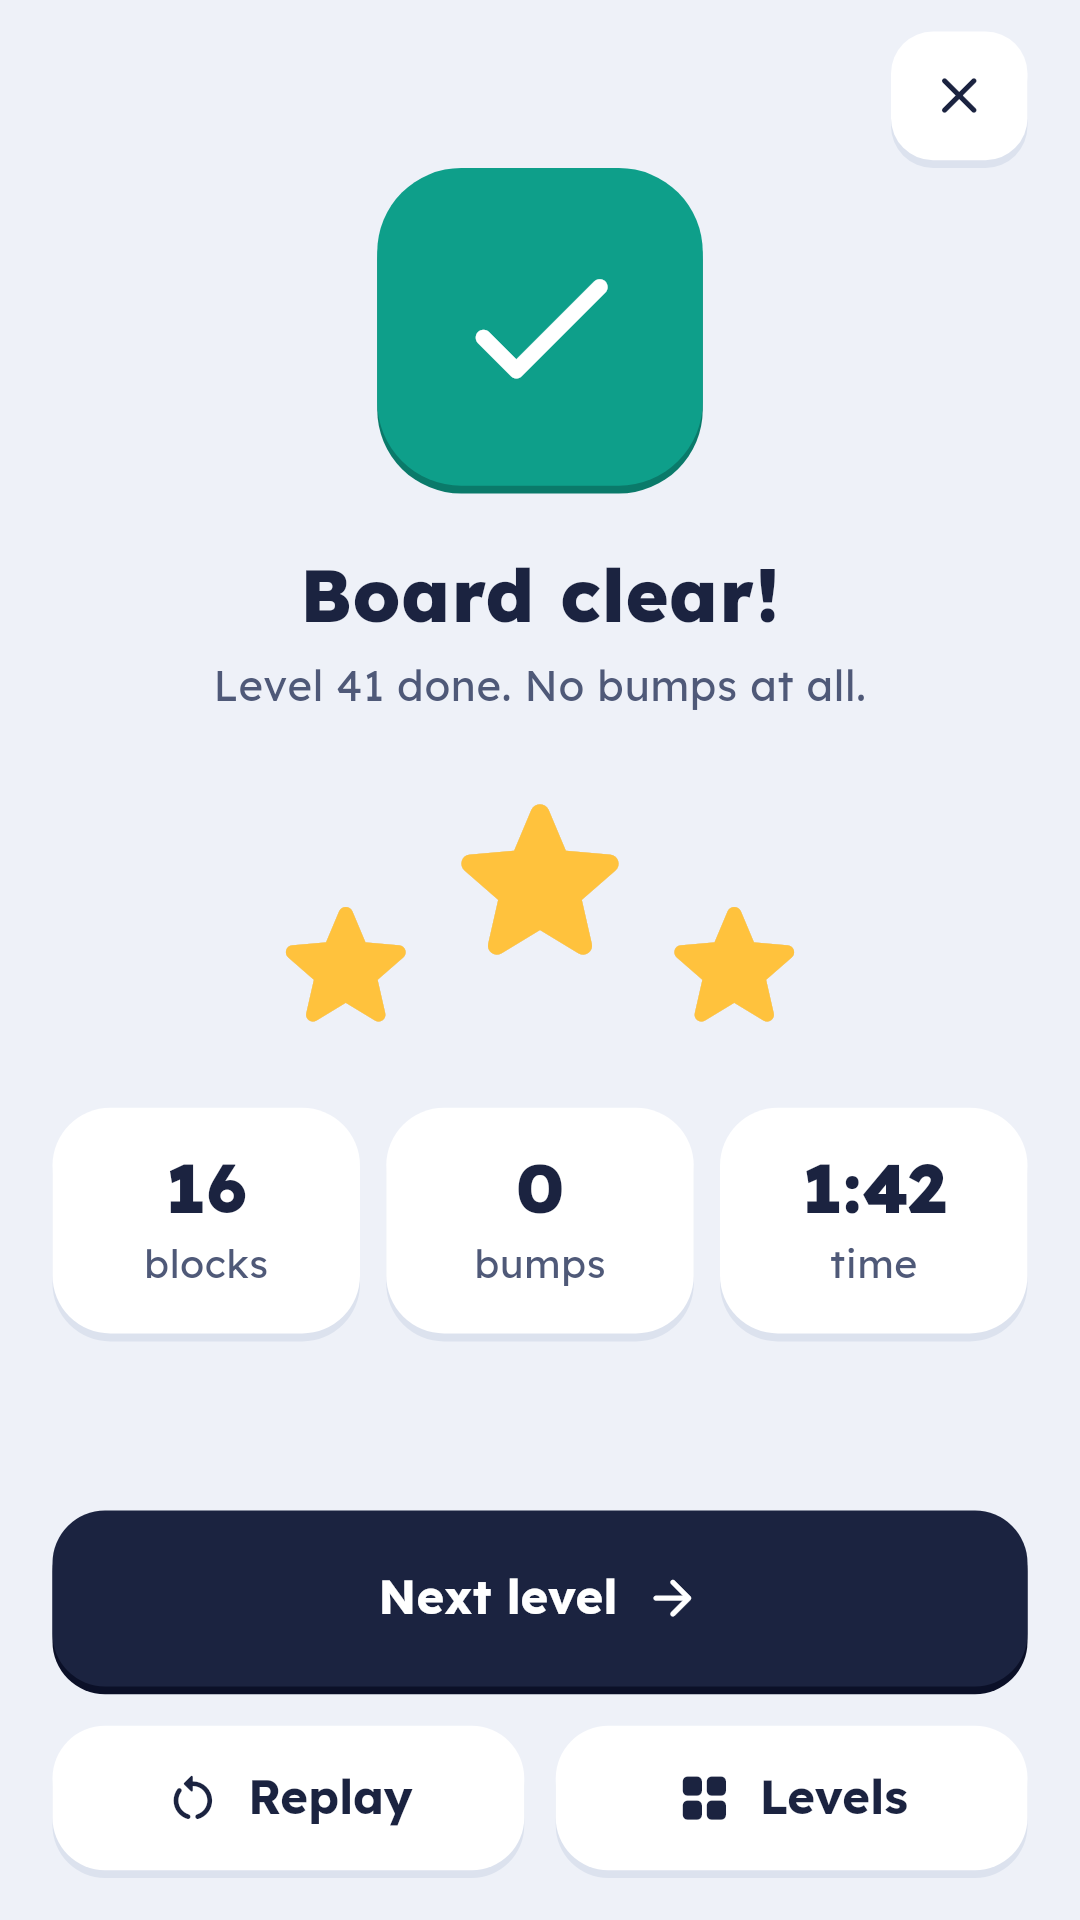 Board clear!
Level 41 done. No bumps at all.
16
blocks
0
bumps
1:42
time
Next level
Replay
Levels